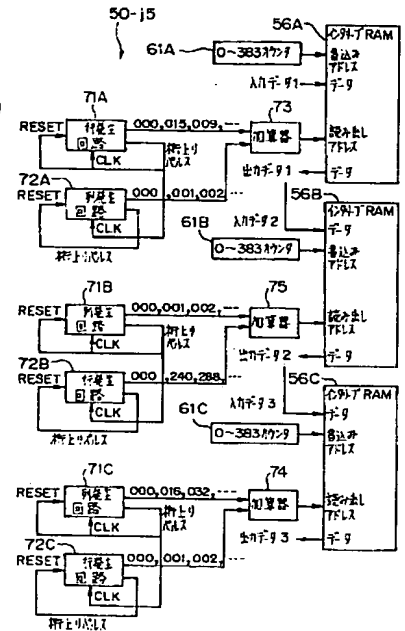 50-j5
56A
61A
インタリーブRAM
0〜383カウンタ
書込み
アドレス
入力データ1
データ
71A
73
RESET
行発生
回路
000,015,009,…
加算器
読み出し
アドレス
CLK
桁上り
パルス
出力データ1
データ
72A
56B
RESET
列発生
回路
000,001,002,…
インタリーブRAM
入力データ2
データ
CLK
61B
桁上りパルス
0〜383カウンタ
書込み
アドレス
71B
75
RESET
列発生
回路
000,001,002,…
加算器
読み出し
アドレス
CLK
桁上り
パルス
出力データ2
データ
72B
56C
RESET
行発生
回路
000,240,288,…
インタリーブRAM
入力データ3
データ
CLK
61C
桁上りパルス
0〜383カウンタ
書込み
アドレス
71C
74
RESET
列発生
回路
000,016,032,…
加算器
読み出し
アドレス
CLK
桁上り
パルス
出力データ3
データ
72C
RESET
行発生
回路
000,001,002,…
CLK
桁上りパルス